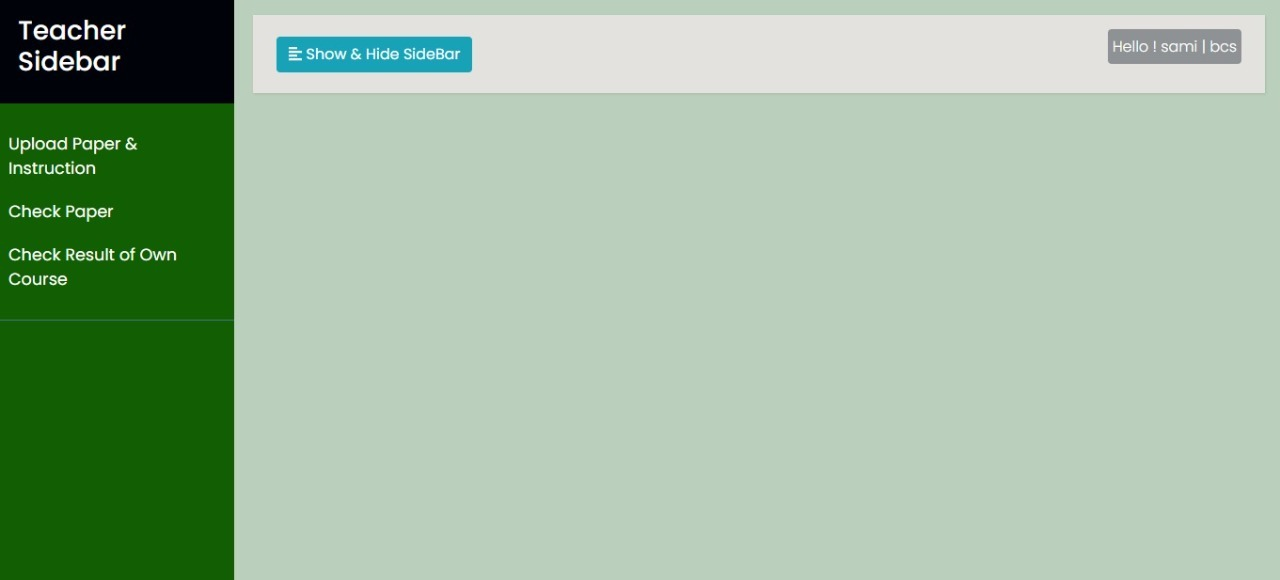 Teacher
Sidebar
Upload Paper &
Instruction
Check Paper
Check Result of Own
Course
Show & Hide SideBar
Hello ! sami | bcs